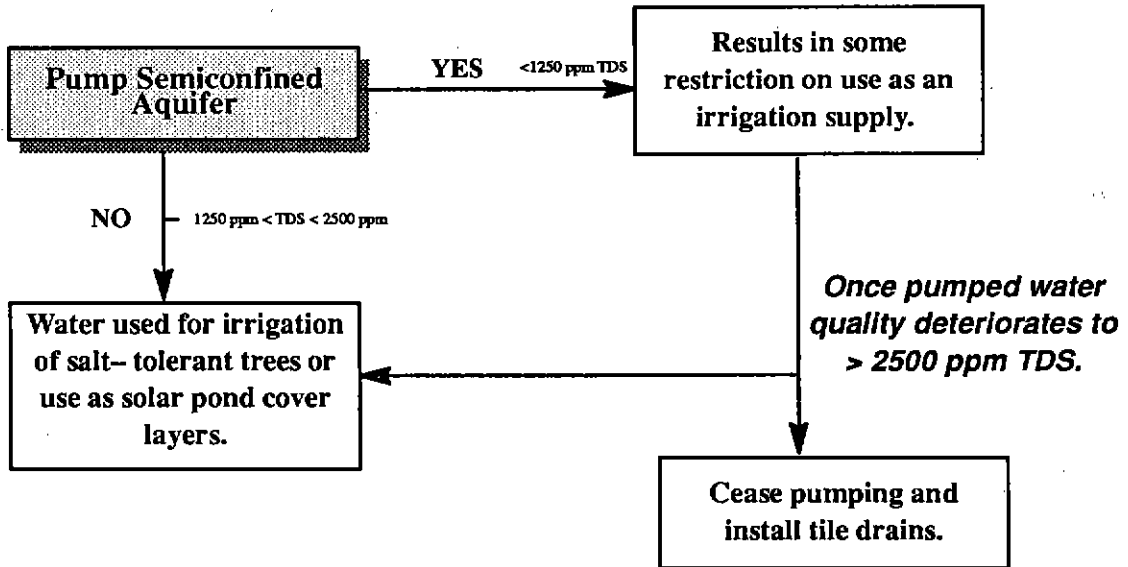 Pump Semiconfined
Aquifer
YES
<1250 ppm TDS
Results in some
restriction on use as an
irrigation supply.
NO
1250 ppm < TDS < 2500 ppm
Once pumped water
quality deteriorates to
> 2500 ppm TDS.
Water used for irrigation
of salt– tolerant trees or
use as solar pond cover
layers.
Cease pumping and
install tile drains.